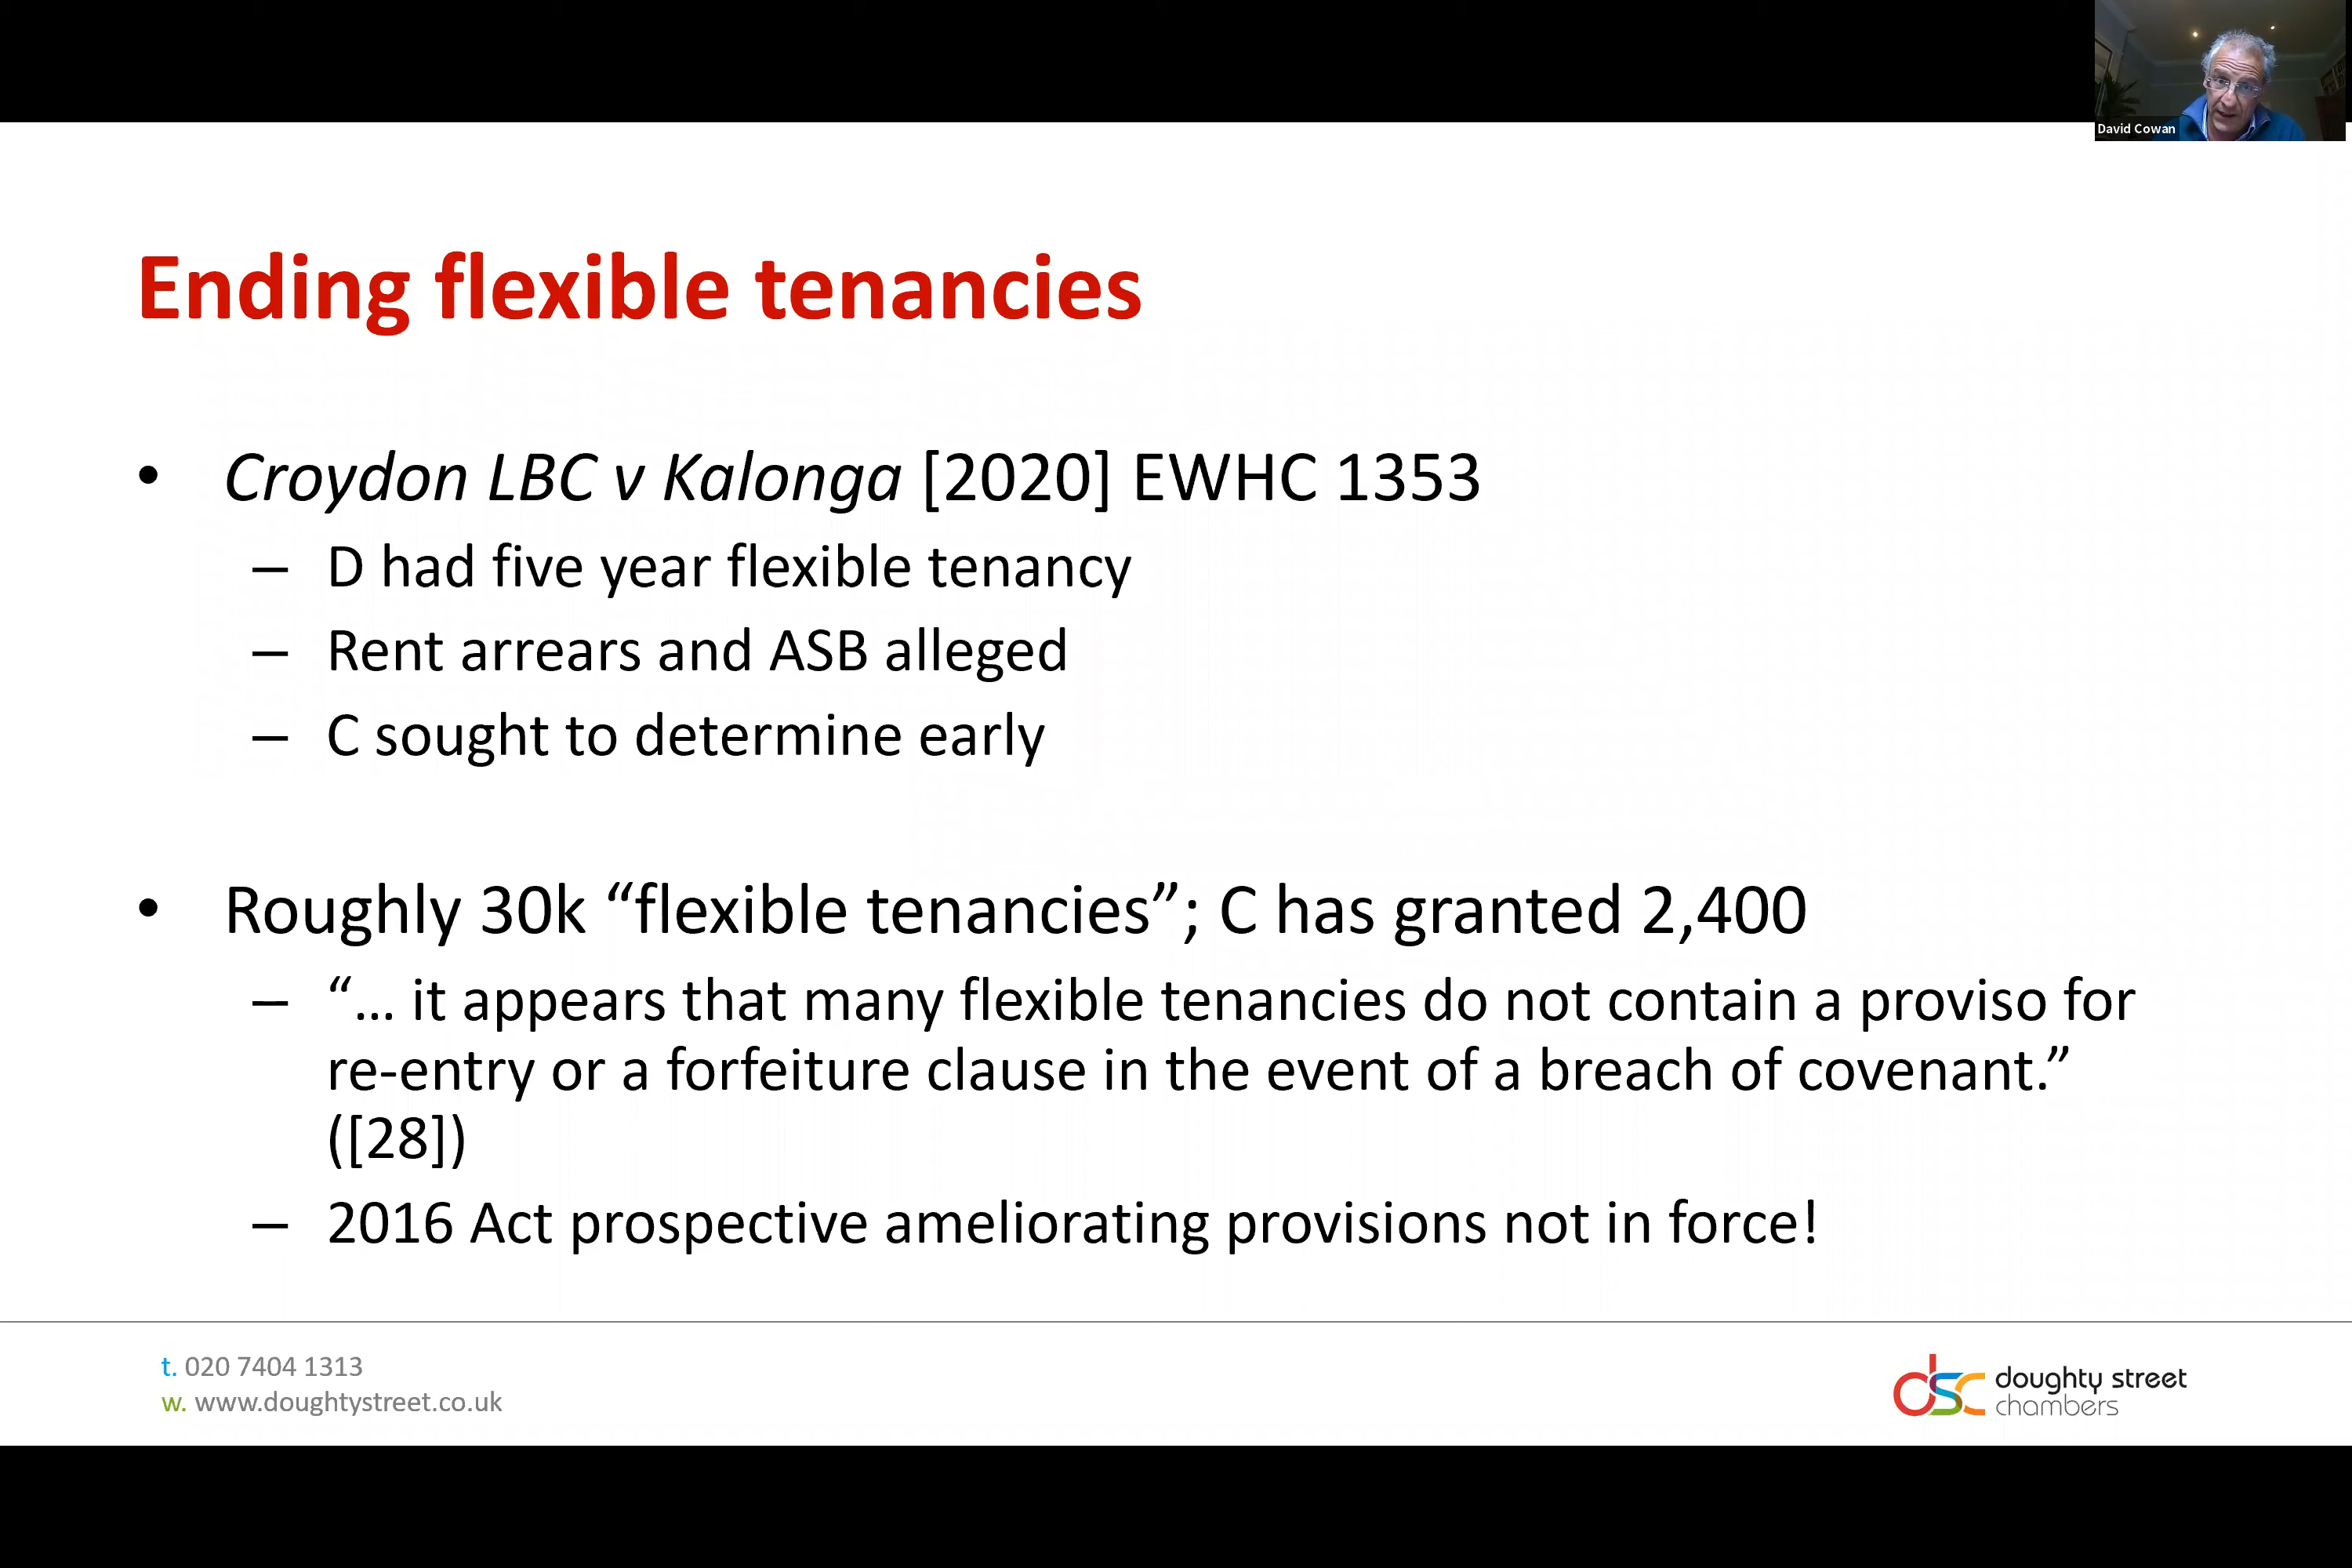 David Cowan
Ending flexible tenancies
• Croydon LBC v Kalonga [2020] EWHC 1353
– D had five year flexible tenancy
– Rent arrears and ASB alleged
– C sought to determine early
• Roughly 30k “flexible tenancies”; C has granted 2,400
– “… it appears that many flexible tenancies do not contain a proviso for
re-entry or a forfeiture clause in the event of a breach of covenant.”
([28])
– 2016 Act prospective ameliorating provisions not in force!
t. 020 7404 1313
w. www.doughtystreet.co.uk
dsc doughty street
chambers